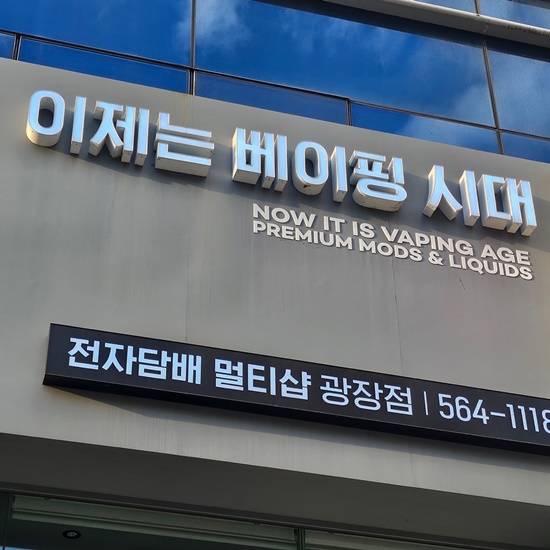 이제는 베이핑 시대
NOW IT IS VAPING AGE
PREMIUM MODS & LIQUIDS
전자담배 멀티샵 광장점 | 564-1118